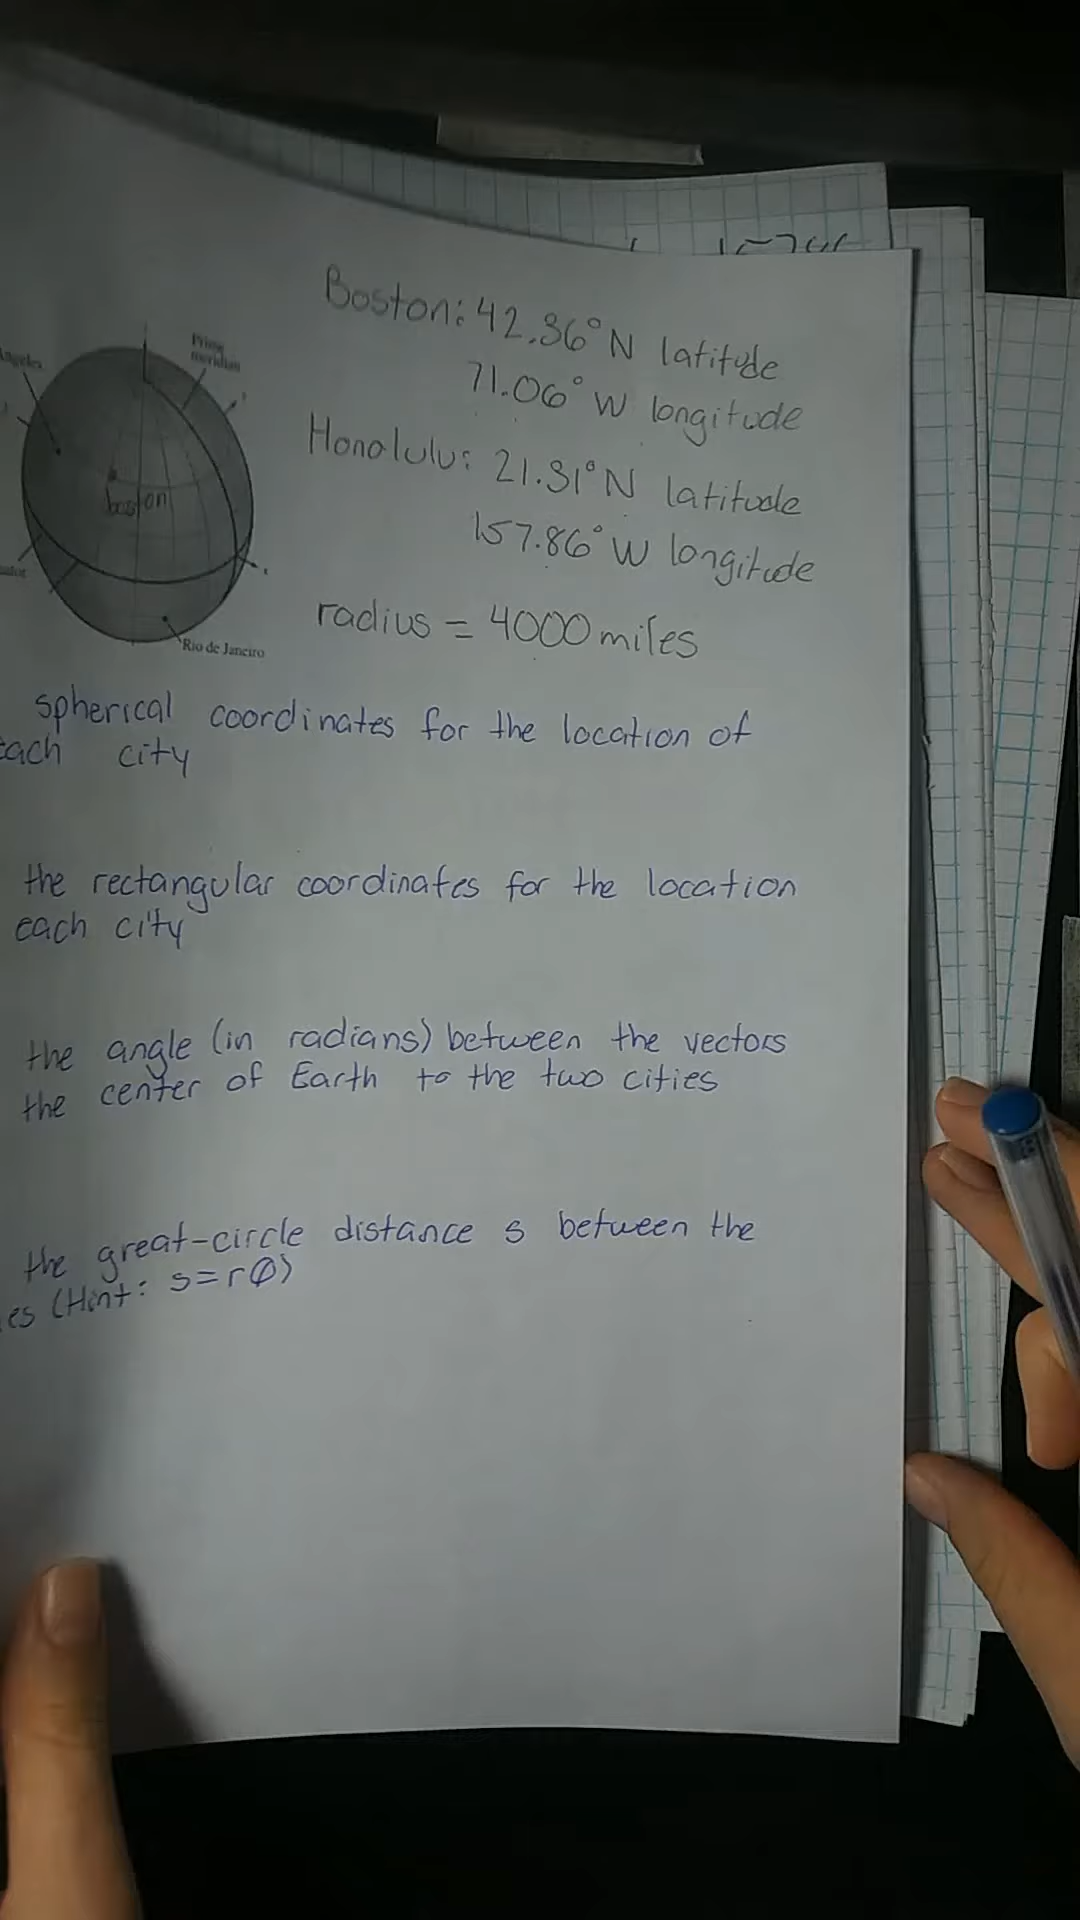 Boston: 42.36°N latitude
71.06° W longitude
Honolulu: 21.31°N latitude
157.86° W longitude
radius = 4000 miles
Angeles
Prime
meridian
boston
Rio de Janeiro
spherical coordinates for the location of
each city
the rectangular coordinates for the location
each city
the angle (in radians) between the vectors
the center of Earth to the two cities
the great-circle distance s between the
es (Hint: s=rθ)